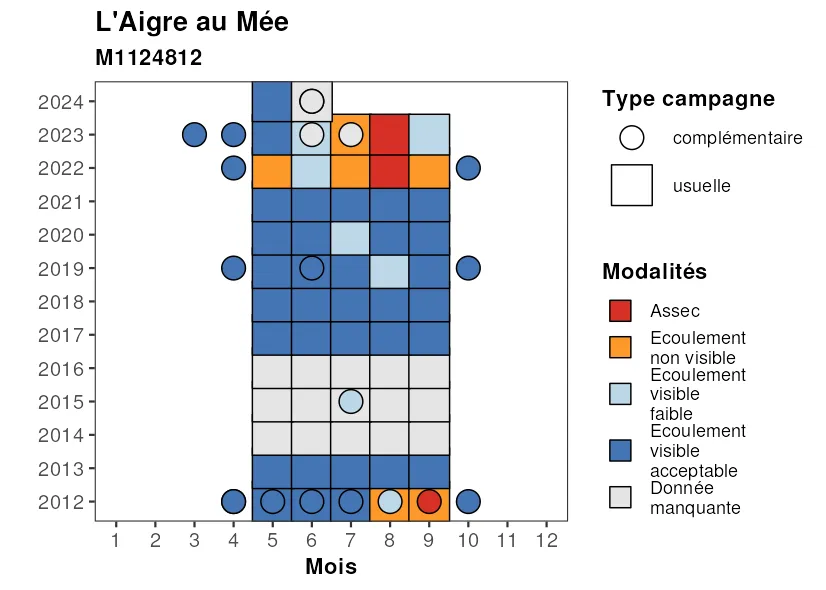 L'Aigre au Mée
M1124812
2024
2023
2022
2021
2020
2019
2018
2017
2016
2015
2014
2013
2012
1 2 3 4 5 6 7 8 9 10 11 12
Mois
Type campagne
complémentaire
usuelle
Modalités
Assec
Ecoulement
non visible
Ecoulement
visible
faible
Ecoulement
visible
acceptable
Donnée
manquante